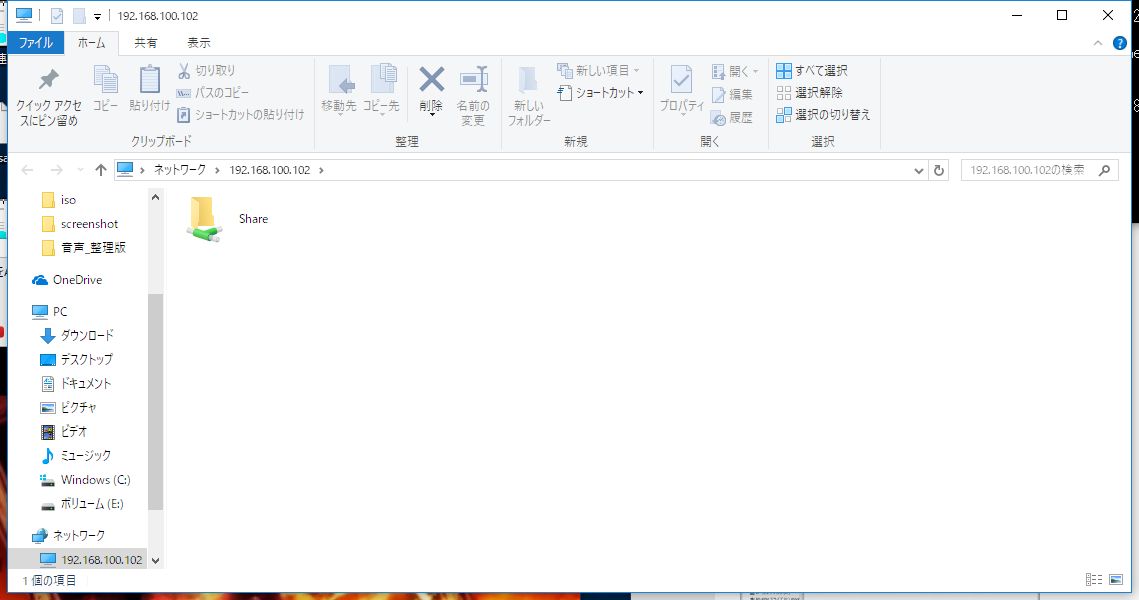 192.168.100.102
ファイル
ホーム
共有
表示
クイック アクセ
スにピン留め
コピー
貼り付け
切り取り
パスのコピー
ショートカットの貼り付け
クリップボード
移動先
コピー先
削除
名前の
変更
整理
新しい
フォルダー
新しい項目
ショートカット
新規
プロパティ
開く
編集
履歴
開く
すべて選択
選択解除
選択の切り替え
選択
ネットワーク > 192.168.100.102 >
192.168.100.102の検索
iso
screenshot
音声_整理版
OneDrive
PC
ダウンロード
デスクトップ
ドキュメント
ピクチャ
ビデオ
ミュージック
Windows (C:)
ボリューム (E:)
ネットワーク
192.168.100.102
Share
1 個の項目